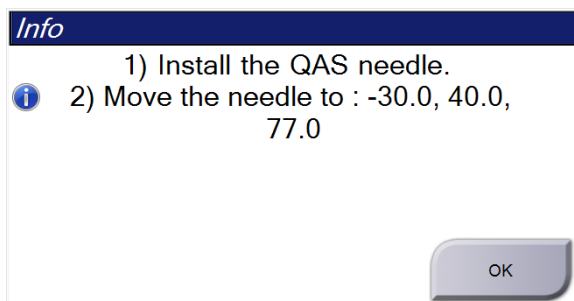 Info
1) Install the QAS needle.
2) Move the needle to : -30.0, 40.0,
77.0
OK